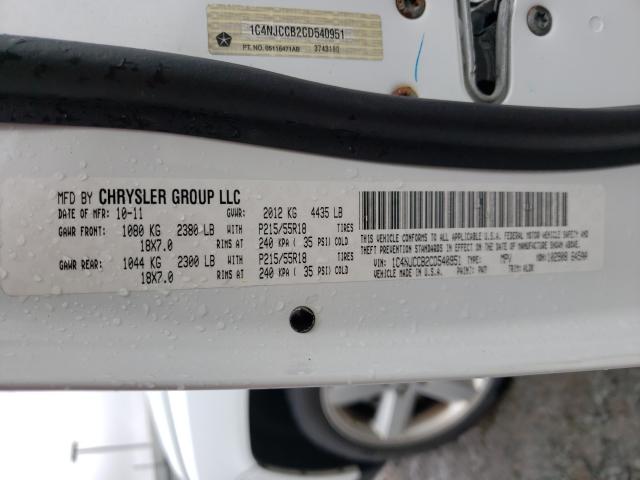 1C4NJCCB2CD540951
PT. NO. 05116471AB 3743180
MFD BY CHRYSLER GROUP LLC
DATE OF MFR: 10-11 GVWR: 2012 KG 4435 LB
GAWR FRONT: 1080 KG 2380 LB WITH P215/55R18 TIRES
18X7.0 RIMS AT 240 KPA ( 35 PSI) COLD
GAWR REAR: 1044 KG 2300 LB WITH P215/55R18 TIRES
18X7.0 RIMS AT 240 KPA ( 35 PSI) COLD
THIS VEHICLE CONFORMS TO ALL APPLICABLE U.S.A. FEDERAL MOTOR VEHICLE SAFETY AND
THEFT PREVENTION STANDARDS IN EFFECT ON THE DATE OF MANUFACTURE SHOWN ABOVE.
VIN: 1C4NJCCB2CD540951 TYPE: MPV MDH: 102909
VEHICLE MADE IN U.S.A. PAINT: PW7 TRIM: